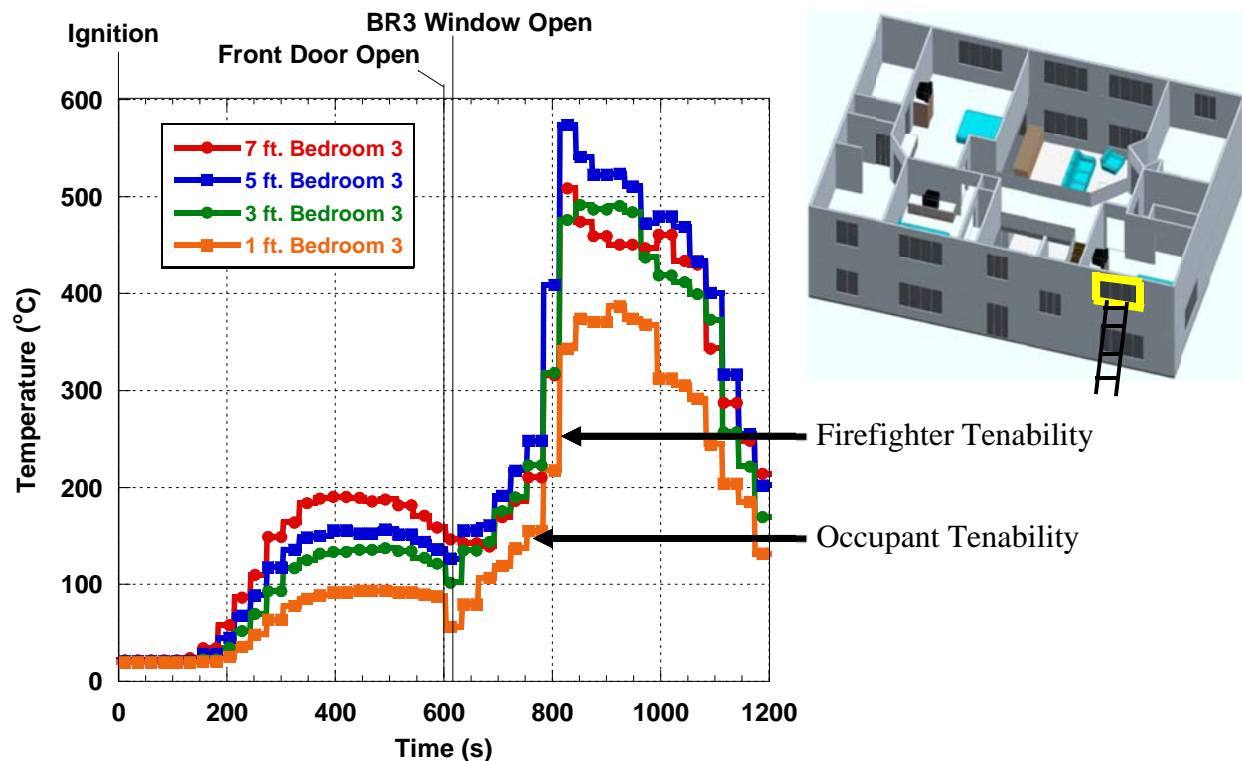 BR3 Window Open
Ignition
Front Door Open
600
500
400
300
200
100
0
Temperature (°C)
7 ft. Bedroom 3
5 ft. Bedroom 3
3 ft. Bedroom 3
1 ft. Bedroom 3
Firefighter Tenability
Occupant Tenability
0 200 400 600 800 1000 1200
Time (s)